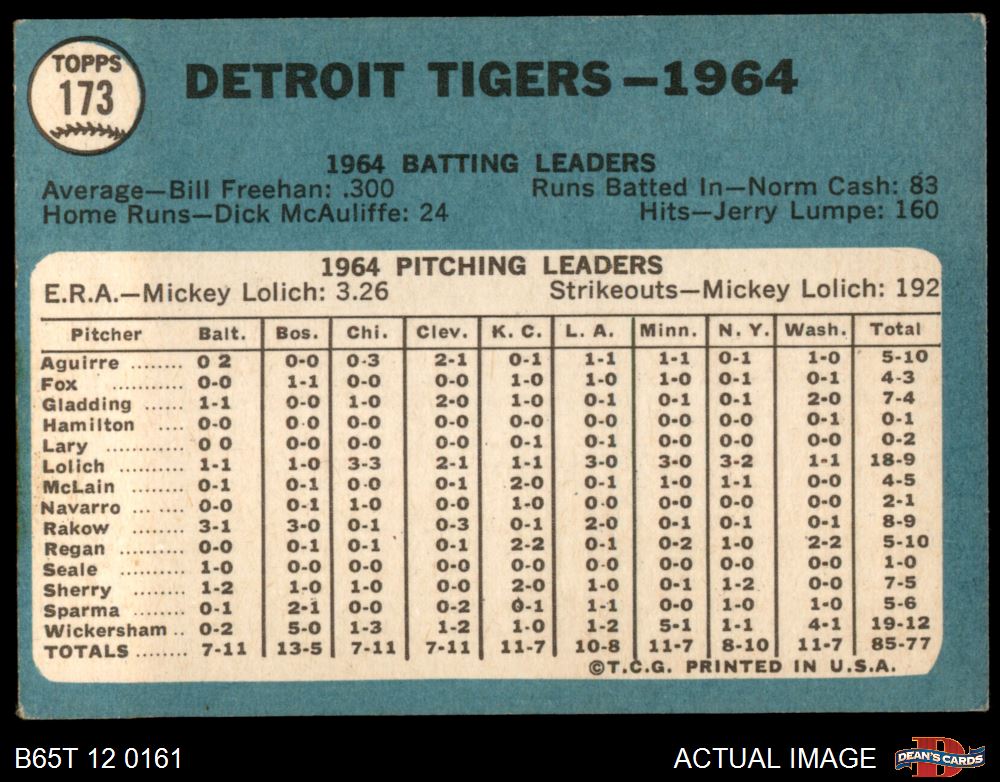 TOPPS
173
DETROIT TIGERS—1964
1964 BATTING LEADERS
Average—Bill Freehan: .300 Runs Batted In—Norm Cash: 83
Home Runs—Dick McAuliffe: 24 Hits—Jerry Lumpe: 160
1964 PITCHING LEADERS
E.R.A.—Mickey Lolich: 3.26 Strikeouts—Mickey Lolich: 192
Pitcher Balt. Bos. Chi. Clev. K. C. L. A. Minn. N. Y. Wash. Total
Aguirre ........ 0 2 0-0 0-3 2-1 0-1 1-1 1-1 0-1 1-0 5-10
Fox ........... 0-0 1-1 0-0 0-0 1-0 1-0 1-0 0-1 0-1 4-3
Gladding ...... 1-1 0-0 1-0 2-0 1-0 0-1 0-1 0-1 2-0 7-4
Hamilton .... 0-0 0-0 0-0 0-0 0-0 0-0 0-0 0-1 0-0 0-1
Lary .......... 0 0 0-0 0-0 0-0 0-1 0-1 0-0 0-0 0-0 0-2
Lolich .......... 1-1 1-0 3-3 2-1 1-1 3-0 3-0 3-2 1-1 18-9
McLain ........ 0-1 0-1 0-0 0-1 2-0 0-1 1-0 1-1 0-0 4-5
Navarro ... .... 0-0 0-1 1-0 0-0 1-0 0-0 0-0 0-0 0-0 2-1
Rakow ......... 3-1 3-0 0-1 0-3 0-1 2-0 0-1 0-1 0-1 8-9
Regan .......... 0-0 0-1 0-1 0-1 2-2 0-1 0-2 1-0 2-2 5-10
Seale .......... 1-0 0-0 0-0 0-0 0-0 0-0 0-0 0-0 0-0 1-0
Sherry ......... 1-2 1-0 1-0 0-0 2-0 1-0 0-1 1-2 0-0 7-5
Sparma ........ 0-1 2-1 0-0 0-2 0-1 1-1 0-0 1-0 1-0 5-6
Wickersham .. 0-2 5-0 1-3 1-2 1-0 1-2 5-1 1-1 4-1 19-12
TOTALS ........ 7-11 13-5 7-11 7-11 11-7 10-8 11-7 8-10 11-7 85-77
©T.C.G. PRINTED IN U.S.A.
B65T 12 0161 ACTUAL IMAGE D DEAN'S CARDS